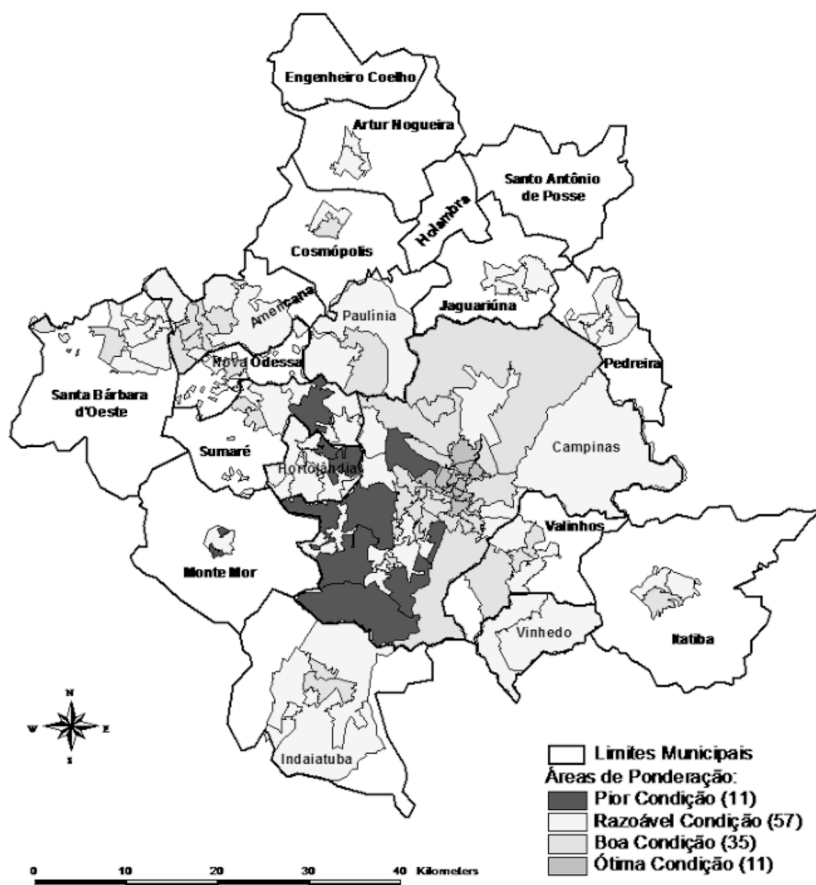 Engenheiro Coelho
Artur Nogueira
Santo Antônio
de Posse
Holambra
Cosmópolis
Jaguariúna
Americana
Paulínia
Nova Odessa
Pedreira
Santa Bárbara
d'Oeste
Sumaré
Campinas
Hortolândia
Valinhos
Monte Mor
Vinhedo
Itatiba
N
W E
S
Indaiatuba
Limites Municipais
Áreas de Ponderação:
Pior Condição (11)
Razoável Condição (57)
Boa Condição (35)
Ótima Condição (11)
0 10 20 30 40 Kilometers